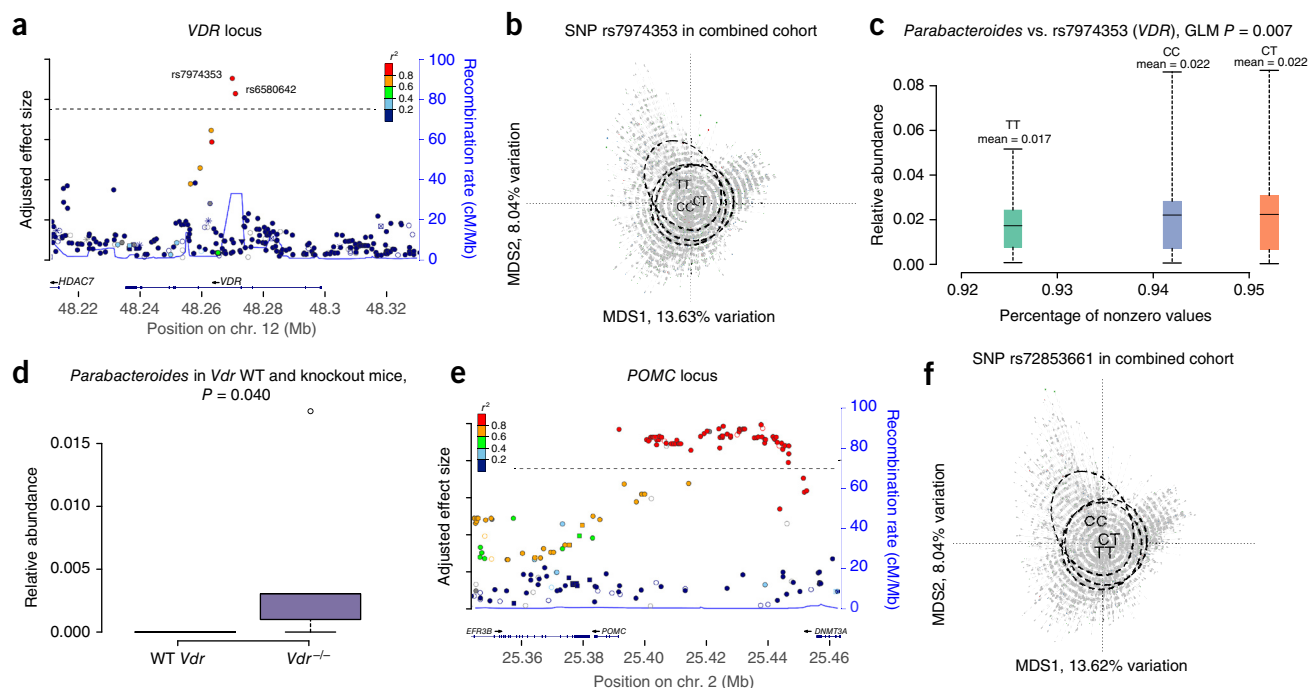 a
VDR locus
Adjusted effect size
rs7974353
rs6580642
r²
0.8
0.6
0.4
0.2
100
80
60
40
20
0
Recombination rate (cM/Mb)
HDAC7
VDR
48.22 48.24 48.26 48.28 48.30 48.32
Position on chr. 12 (Mb)
b
SNP rs7974353 in combined cohort
MDS2, 8.04% variation
TT
CC
CT
MDS1, 13.63% variation
c
Parabacteroides vs. rs7974353 (VDR), GLM P = 0.007
Relative abundance
0.08
0.06
0.04
0.02
0.00
TT
mean = 0.017
CC
mean = 0.022
CT
mean = 0.022
0.92 0.93 0.94 0.95
Percentage of nonzero values
d
Parabacteroides in Vdr WT and knockout mice,
P = 0.040
Relative abundance
0.015
0.010
0.005
0.000
WT Vdr
Vdr–/–
e
POMC locus
Adjusted effect size
r²
0.8
0.6
0.4
0.2
100
80
60
40
20
0
Recombination rate (cM/Mb)
EFR3B
POMC
DNMT3A
25.36 25.38 25.40 25.42 25.44 25.46
Position on chr. 2 (Mb)
f
SNP rs72853661 in combined cohort
MDS2, 8.04% variation
CC
CT
TT
MDS1, 13.62% variation